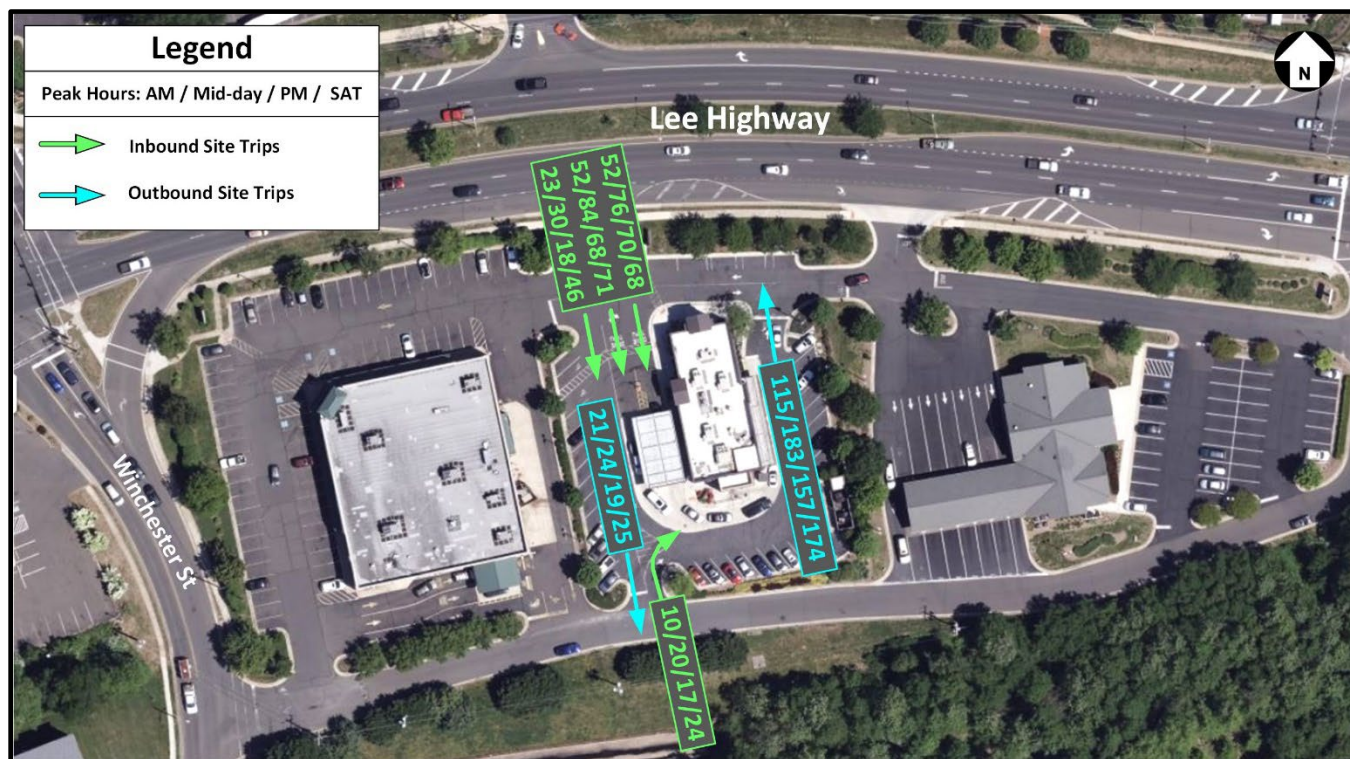 Legend
Peak Hours: AM / Mid-day / PM / SAT
Inbound Site Trips
Outbound Site Trips
N
Lee Highway
52/76/70/68
52/84/68/71
23/30/18/46
21/24/19/25
115/183/157/174
10/20/17/24
Winchester St